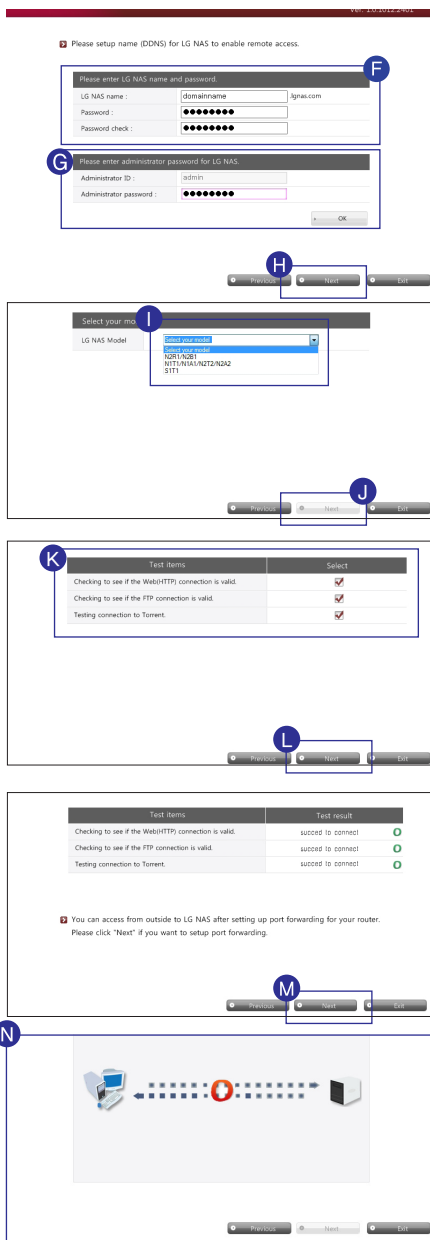 Ver. 1.0.1012.2401
Please setup name (DDNS) for LG NAS to enable remote access.
F
Please enter LG NAS name and password.
LG NAS name : domainname .lgnas.com
Password : ●●●●●●●●
Password check : ●●●●●●●●
G
Please enter administrator password for LG NAS.
Administrator ID : admin
Administrator password : ●●●●●●●●
OK
H
Previous Next Exit
Select your mo
I
LG NAS Model Select your model
Select your model
N2R1/N2B1
N1T1/N1A1/N2T2/N2A2
S1T1
J
Previous Next Exit
K
Test items Select
Checking to see if the Web(HTTP) connection is valid.
Checking to see if the FTP connection is valid.
Testing connection to Torrent.
L
Previous Next Exit
Test items Test result
Checking to see if the Web(HTTP) connection is valid. succed to connect O
Checking to see if the FTP connection is valid. succed to connect O
Testing connection to Torrent. succed to connect O
You can access from outside to LG NAS after setting up port forwarding for your router.
Please click "Next" if you want to setup port forwarding.
M
Previous Next Exit
N
Previous Next Exit